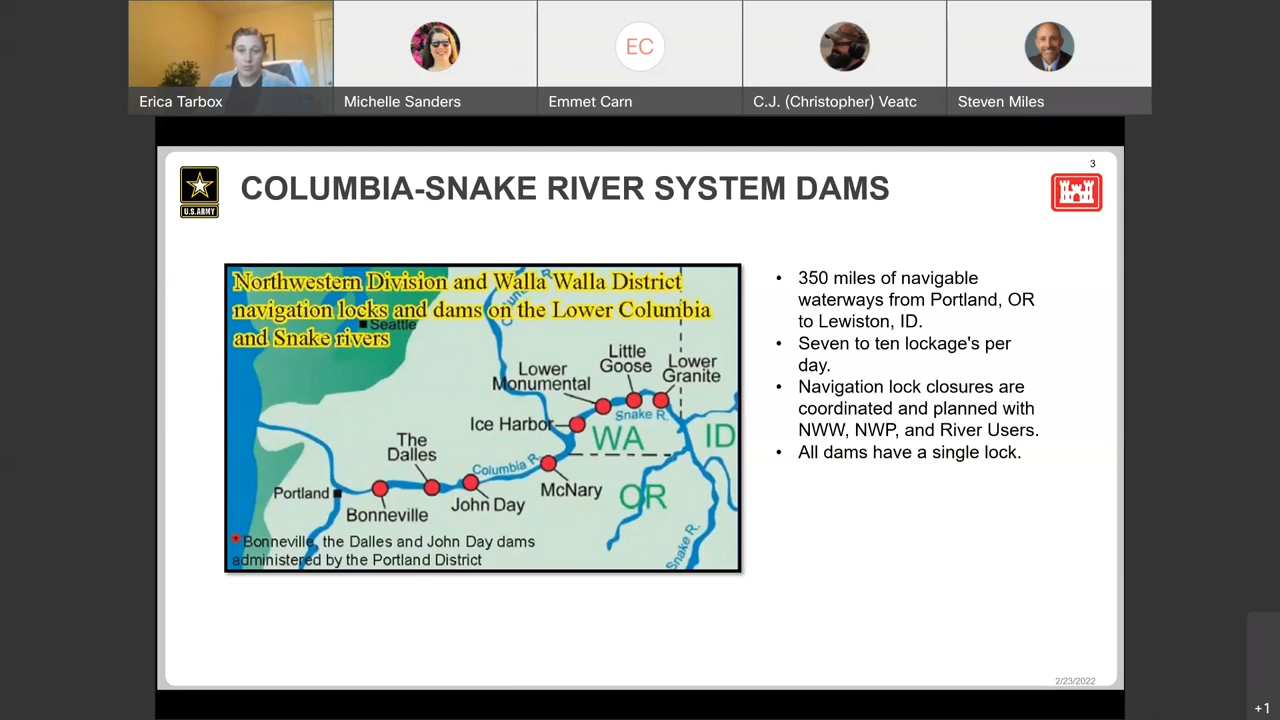 Erica Tarbox
Michelle Sanders
EC
Emmet Carn
C.J. (Christopher) Veatc
Steven Miles
3
U.S.ARMY
COLUMBIA-SNAKE RIVER SYSTEM DAMS
Northwestern Division and Walla Walla District
navigation locks and dams on the Lower Columbia
and Snake rivers
Seattle
Little
Goose
Lower
Granite
Lower
Monumental
Snake R.
Ice Harbor
WA
ID
The
Dalles
Columbia R.
McNary
Portland
John Day
OR
Bonneville
Snake R.
* Bonneville, the Dalles and John Day dams
administered by the Portland District
• 350 miles of navigable
waterways from Portland, OR
to Lewiston, ID.
• Seven to ten lockage's per
day.
• Navigation lock closures are
coordinated and planned with
NWW, NWP, and River Users.
• All dams have a single lock.
2/23/2022
+1